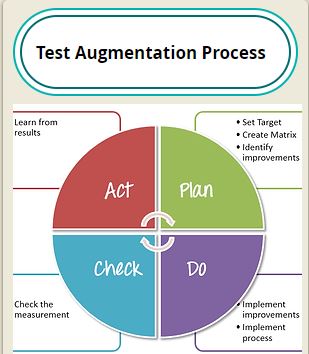 Test Augmentation Process
Learn from
results
• Set Target
• Create Matrix
• Identify
improvements
Act
Plan
Check
Do
Check the
measurement
• Implement
improvements
• Implement
process